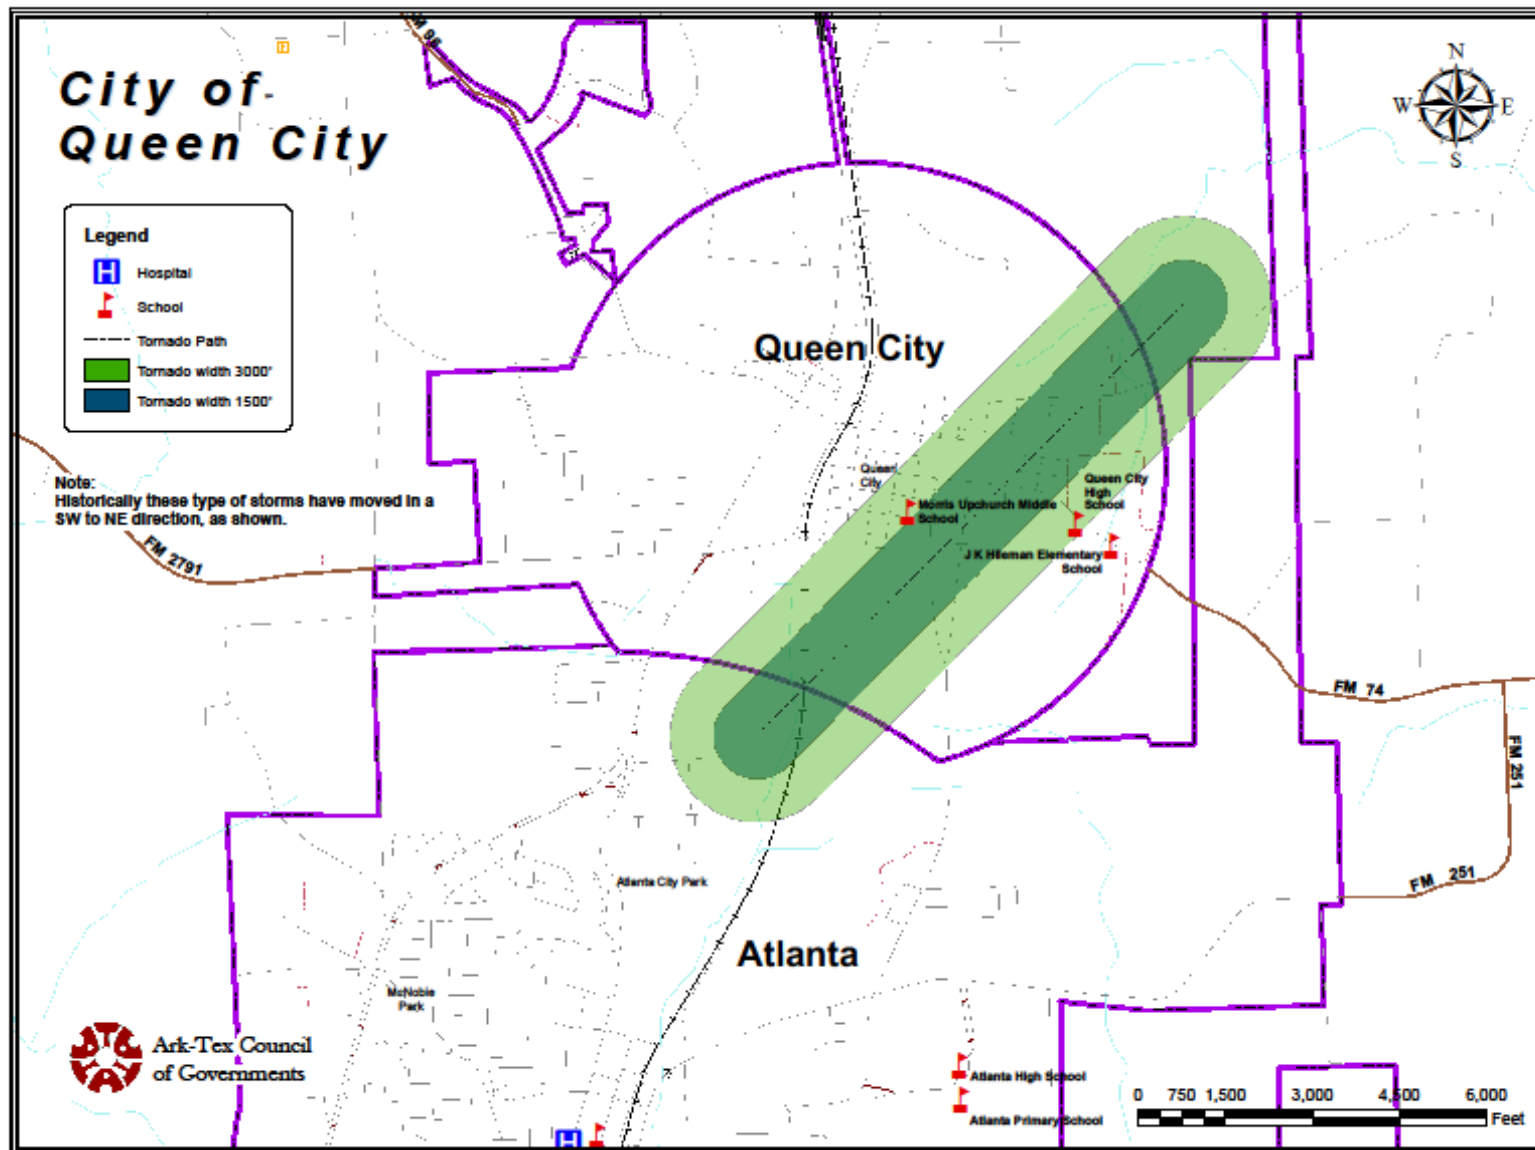 City of
Queen City
Legend
Hospital
School
Tornado Path
Tornado width 3000'
Tornado width 1500'
Note:
Historically these type of storms have moved in a
SW to NE direction, as shown.
N
W
E
S
F
FM 96
Queen City
Queen
City
Morris Upchurch Middle
School
Queen City
High
School
J K Hileman Elementary
School
FM 2791
FM 74
FM 251
FM 251
Atlanta City Park
Atlanta
McNoble
Park
Atlanta High School
Atlanta Primary School
H
H
Ark-Tex Council
of Governments
0 750 1,500 3,000 4,500 6,000
Feet